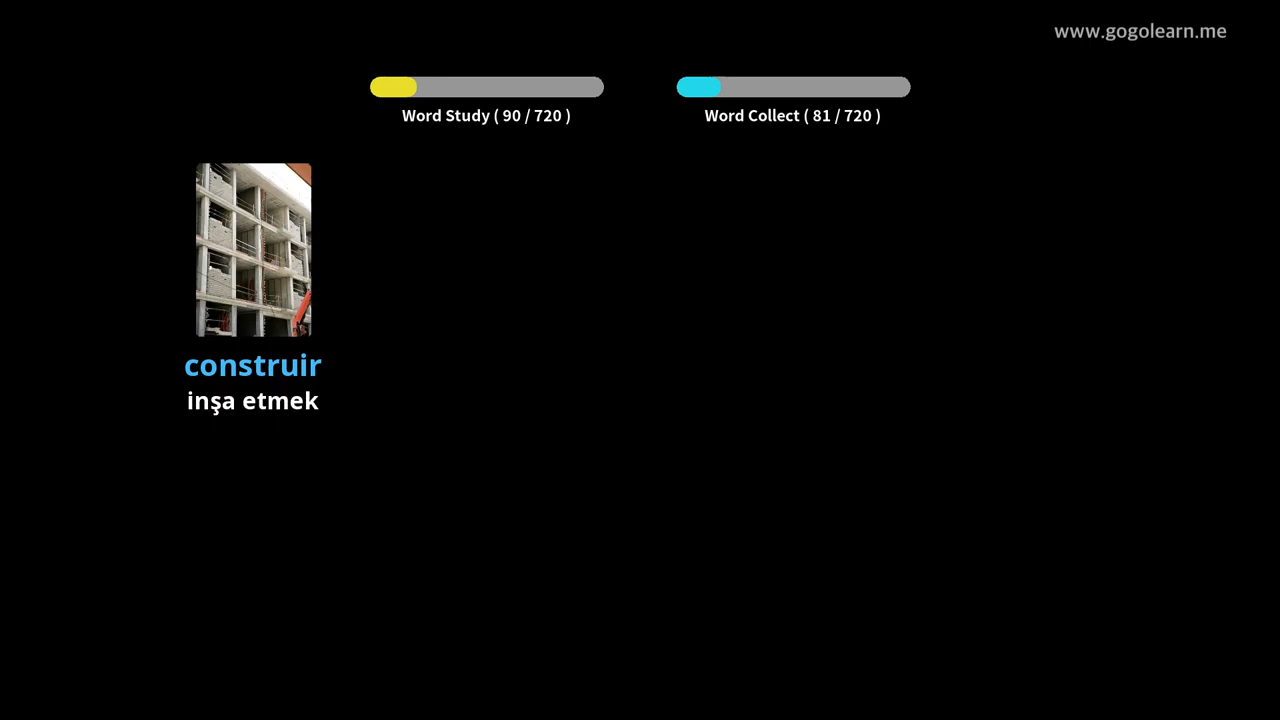 www.gogolearn.me
Word Study ( 90 / 720 )
Word Collect ( 81 / 720 )
construir
inşa etmek